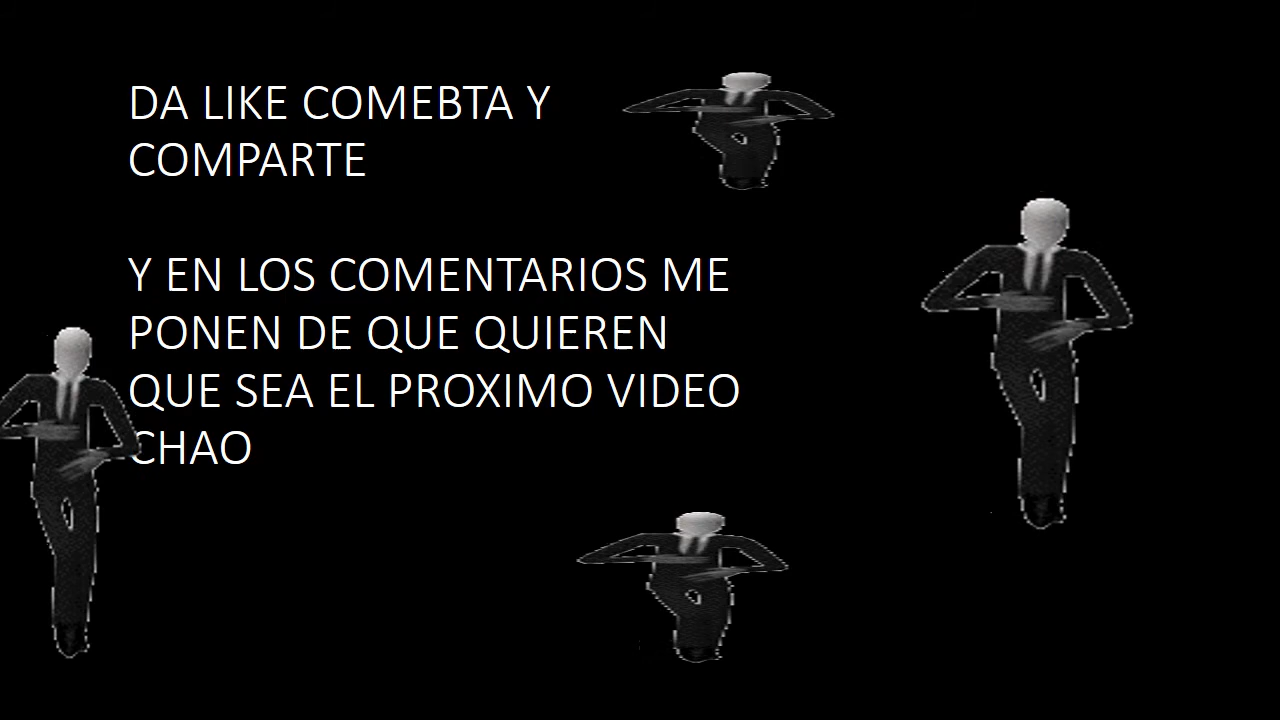 DA LIKE COMEBTA Y
COMPARTE
Y EN LOS COMENTARIOS ME
PONEN DE QUE QUIEREN
QUE SEA EL PROXIMO VIDEO
CHAO